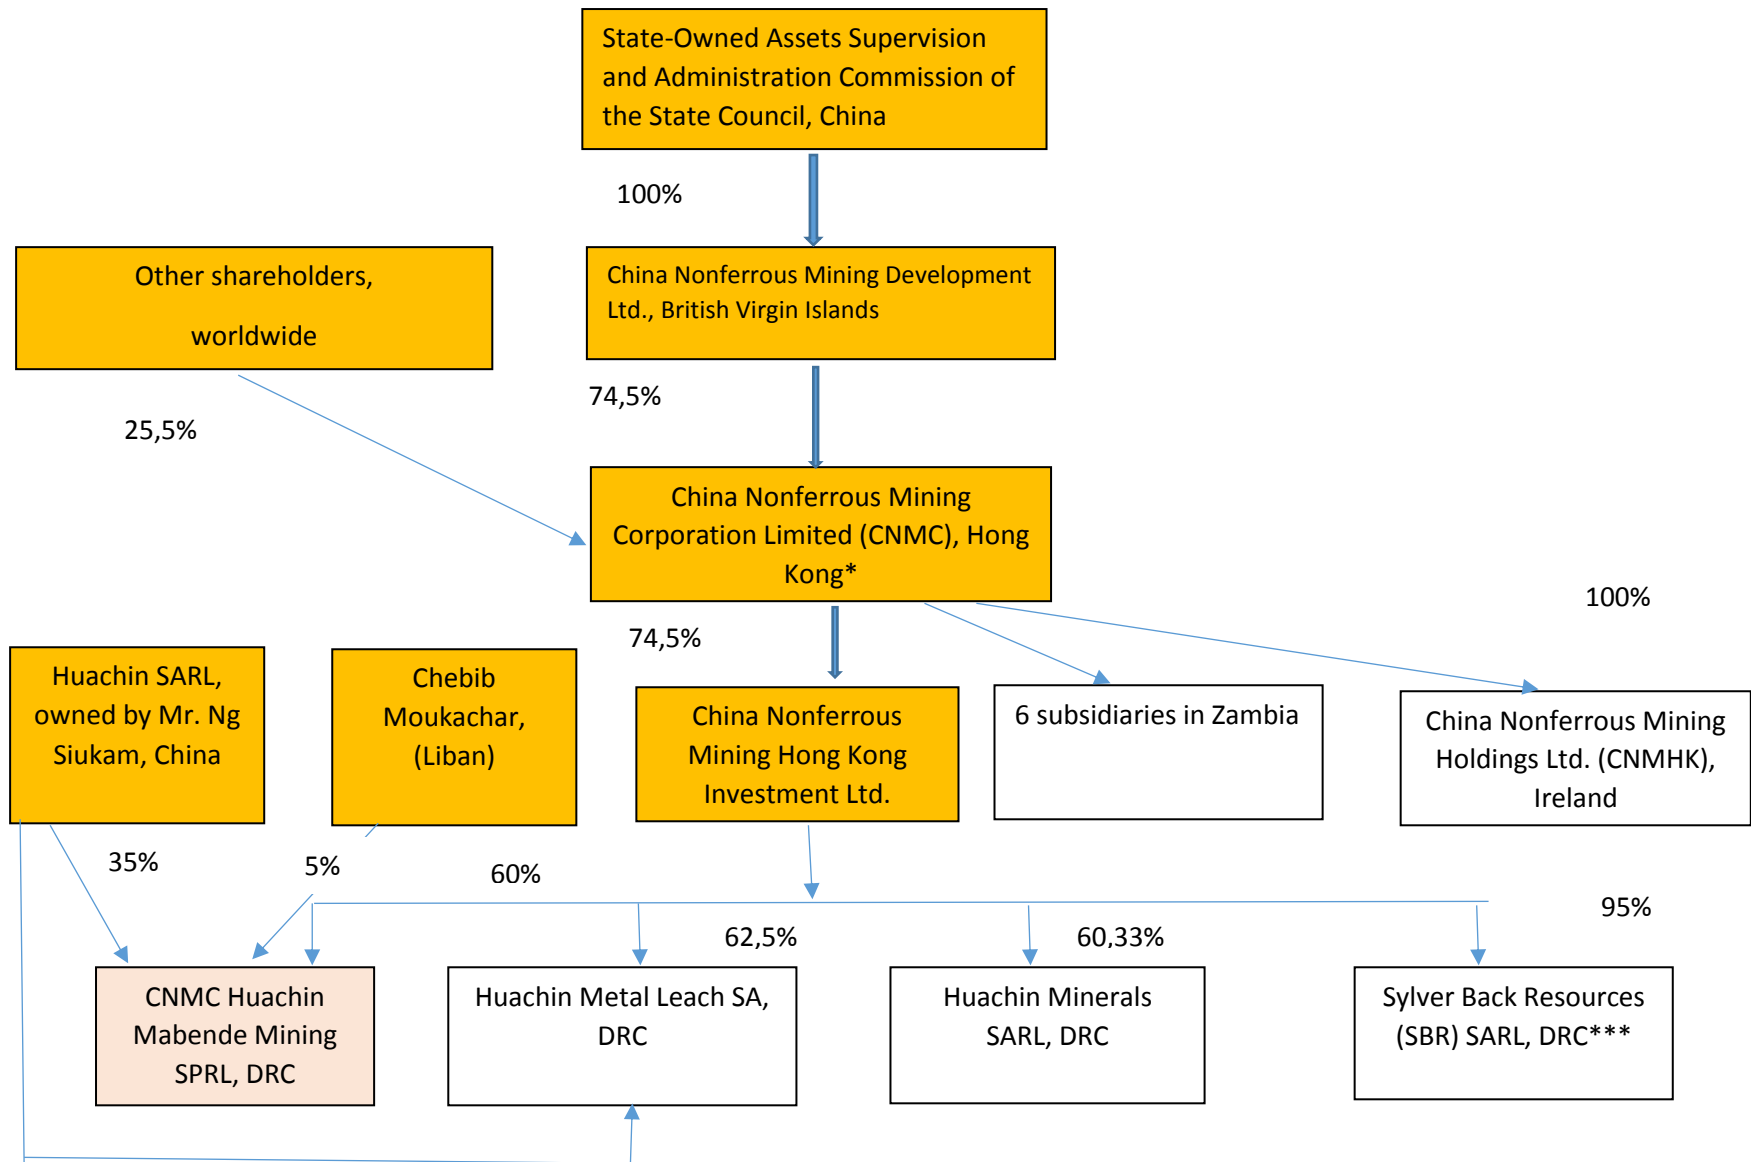 State-Owned Assets Supervision
and Administration Commission of
the State Council, China
100%
Other shareholders,
worldwide
China Nonferrous Mining Development
Ltd., British Virgin Islands
74,5%
25,5%
China Nonferrous Mining
Corporation Limited (CNMC), Hong
Kong*
100%
74,5%
Huachin SARL,
owned by Mr. Ng
Siukam, China
Chebib
Moukachar,
(Liban)
China Nonferrous
Mining Hong Kong
Investment Ltd.
6 subsidiaries in Zambia
China Nonferrous Mining
Holdings Ltd. (CNMHK),
Ireland
35%
5%
60%
62,5%
60,33%
95%
CNMC Huachin
Mabende Mining
SPRL, DRC
Huachin Metal Leach SA,
DRC
Huachin Minerals
SARL, DRC
Sylver Back Resources
(SBR) SARL, DRC***